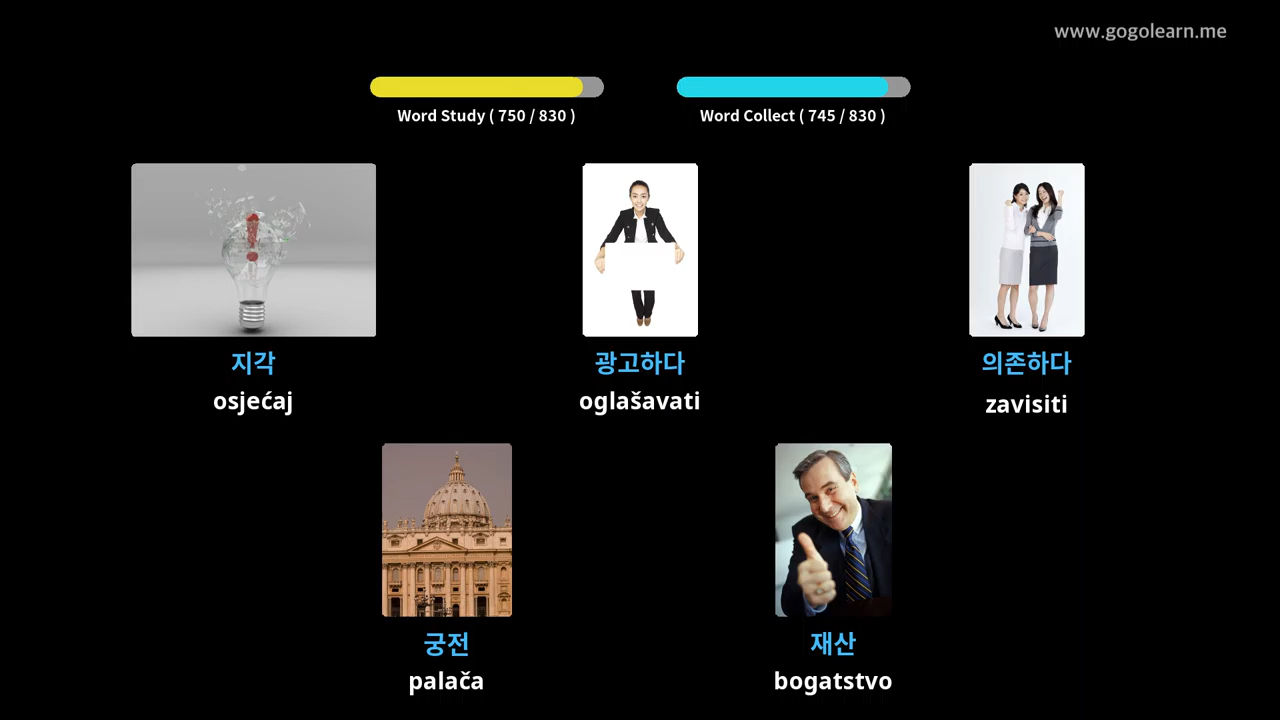 www.gogolearn.me
Word Study ( 750 / 830 )
Word Collect ( 745 / 830 )
지각
osjećaj
광고하다
oglašavati
의존하다
zavisiti
궁전
palača
재산
bogatstvo